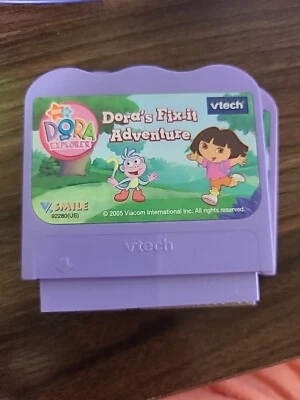 Dora's Fix-it
Adventure
vtech
DORA
the EXPLORER
V.SMILE
92280(US)
© 2005 Viacom International Inc. All rights reserved.
vtech